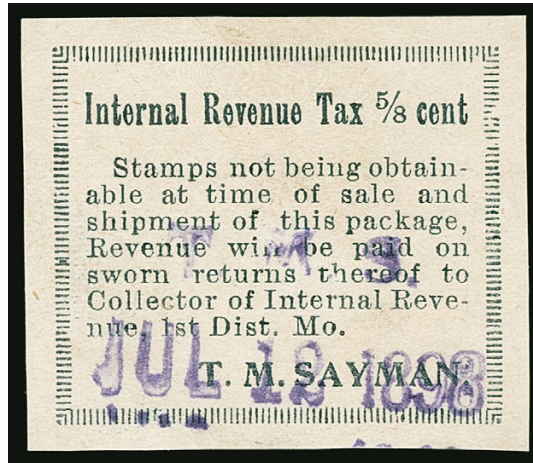 Internal Revenue Tax ⅝ cent
Stamps not being obtain-
able at time of sale and
shipment of this package,
Revenue will be paid on
sworn returns thereof to
Collector of Internal Reve-
nue, 1st Dist. Mo.
T. M. S.
JUL 12 1898
T. M. SAYMAN.